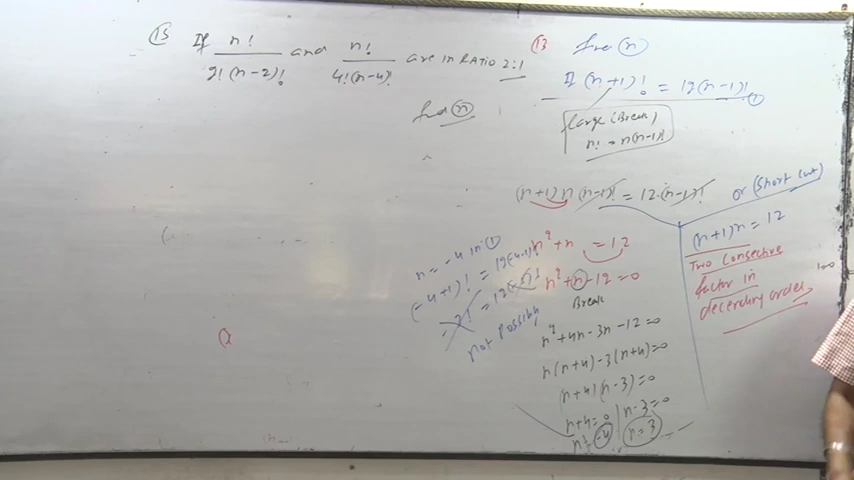 (15) If n! / 2!(n-2)! and n! / 4!(n-4)! are in RATIO 2:1
find (n)
(13) find (n)
If (n+1)! = 12(n-1)! (1)
large (Break)
n! = n(n-1)!
(n+1)n(n-1)! = 12.(n-1)!
n² + n = 12
n² + n - 12 = 0
Break
n² + 4n - 3n - 12 = 0
n(n+4) - 3(n+4) = 0
(n+4)(n-3) = 0
n+4 = 0 | n-3 = 0
n = -4 n = 3
n = -4 in (1)
(-4+1)! = 12(-4-1)!
-3! = 12(-5)!
not possible
or (Short cut)
(n+1)n = 12
Two Consective
factor in
decending order